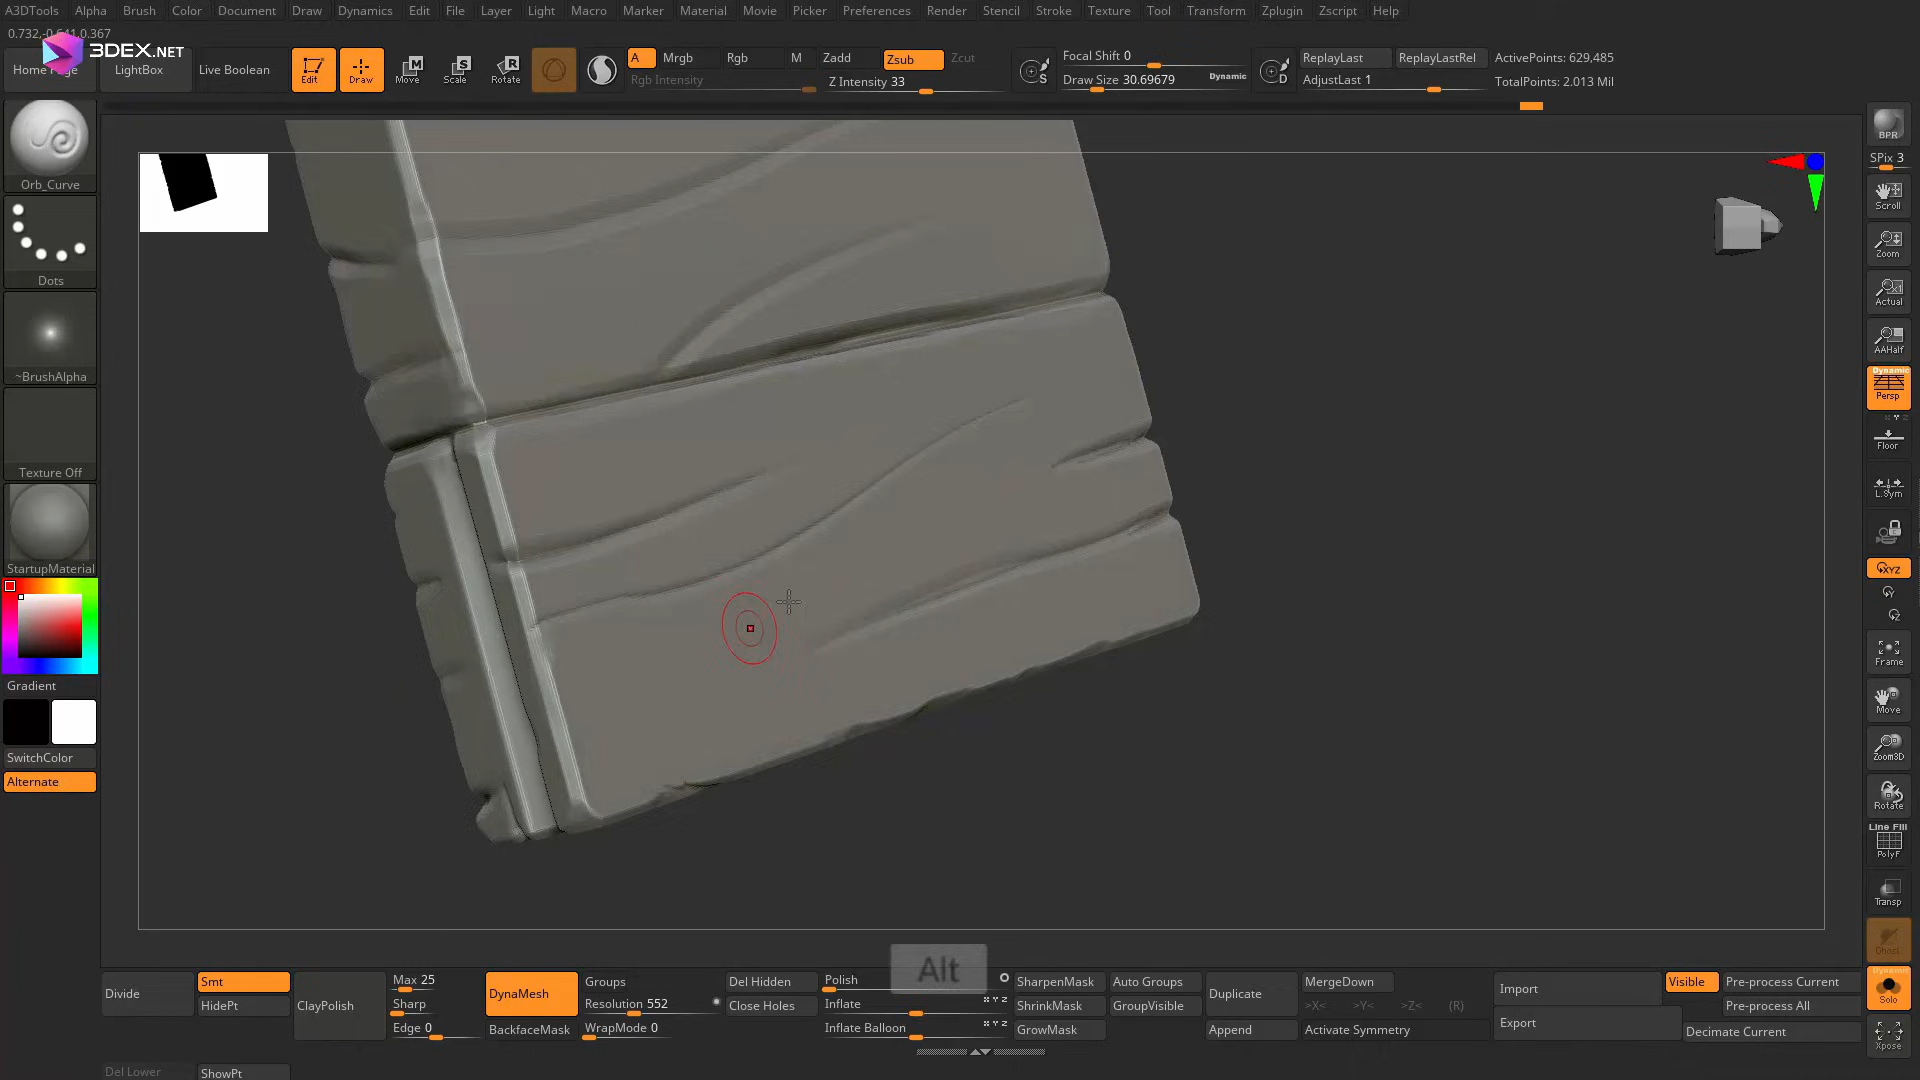 A3DTools Alpha Brush Color Document Draw Dynamics Edit File Layer Light Macro Marker Material Movie Picker Preferences Render Stencil Stroke Texture Tool Transform Zplugin Zscript Help
3DEX.NET
LightBox
Live Boolean
Edit
Draw
Move
Scale
Rotate
A
Mrgb
Rgb
M
Zadd
Zsub
Zcut
Rgb Intensity
Z Intensity 33
Focal Shift 0
Draw Size 30.69679
Dynamic
ReplayLast
ReplayLastRel
AdjustLast 1
ActivePoints: 629,485
TotalPoints: 2.013 Mil
Orb_Curve
Dots
~BrushAlpha
Texture Off
StartupMaterial
Gradient
SwitchColor
Alternate
BPR
SPix 3
Scroll
Zoom
Actual
AAHalf
Dynamic
Persp
Floor
L.Sym
XYZ
Frame
Move
Zoom3D
Rotate
Line Fill
PolyF
Transp
Ghost
Dynamic
Solo
Xpose
Alt
Divide
Smt
HidePt
ClayPolish
Max 25
Sharp
Edge 0
DynaMesh
BackfaceMask
Groups
Resolution 552
WrapMode 0
Del Hidden
Close Holes
Polish
Inflate
Inflate Balloon
SharpenMask
ShrinkMask
GrowMask
Auto Groups
GroupVisible
Duplicate
Append
MergeDown
>X< >Y< >Z< (R)
Activate Symmetry
Import
Export
Visible
Pre-process Current
Pre-process All
Decimate Current
Del Lower
ShowPt